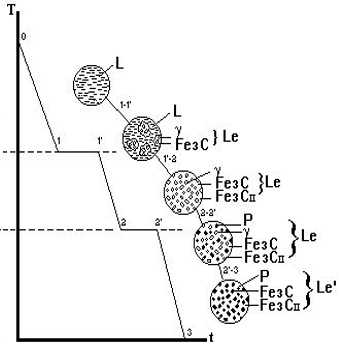 T
0
L
1-1'
L
γ
Fe3C } Le
1 1' 1'-2
γ
Fe3C
Fe3CII } Le
2-2'
2 2' P
γ
Fe3C
Fe3CII } Le
2'-3
P
Fe3C
Fe3CII } Le'
3
t